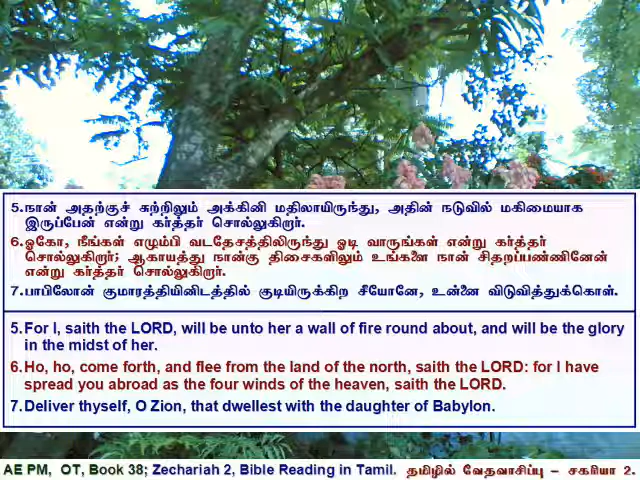 5.நான் அதற்குச் சுற்றிலும் அக்கினி மதிலாயிருந்து, அதின் நடுவில் மகிமையாக
இருப்பேன் என்று கர்த்தர் சொல்லுகிறார்.
6.ஓகோ, நீங்கள் எழும்பி வடதேசத்திலிருந்து ஓடி வாருங்கள் என்று கர்த்தர்
சொல்லுகிறார்; ஆகாயத்து நான்கு திசைகளிலும் உங்களை நான் சிதறப்பண்ணினேன்
என்று கர்த்தர் சொல்லுகிறார்.
7.பாபிலோன் குமாரத்தியினிடத்தில் குடியிருக்கிற சீயோனே, உன்னை விடுவித்துக்கொள்.
5.For I, saith the LORD, will be unto her a wall of fire round about, and will be the glory
in the midst of her.
6.Ho, ho, come forth, and flee from the land of the north, saith the LORD: for I have
spread you abroad as the four winds of the heaven, saith the LORD.
7.Deliver thyself, O Zion, that dwellest with the daughter of Babylon.
AE PM, OT, Book 38; Zechariah 2, Bible Reading in Tamil. தமிழில் வேதவாசிப்பு – சகரியா 2.